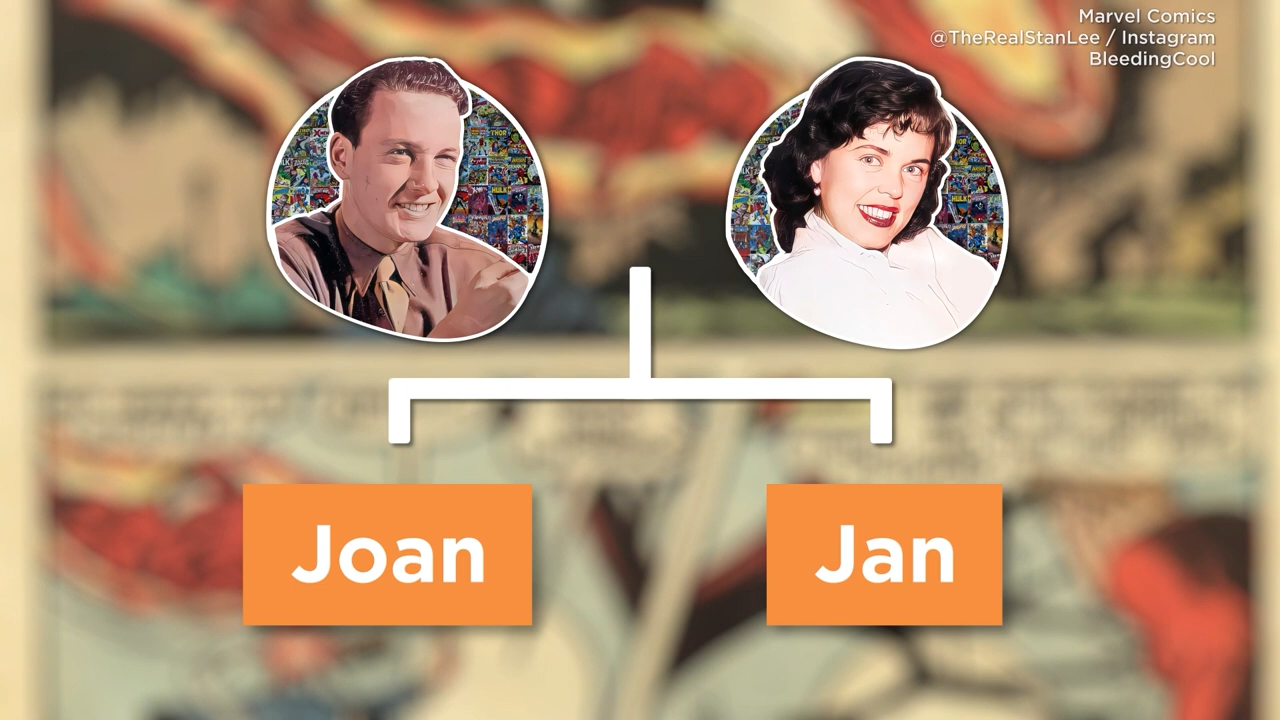 Marvel Comics
@TheRealStanLee / Instagram
BleedingCool
Joan
Jan